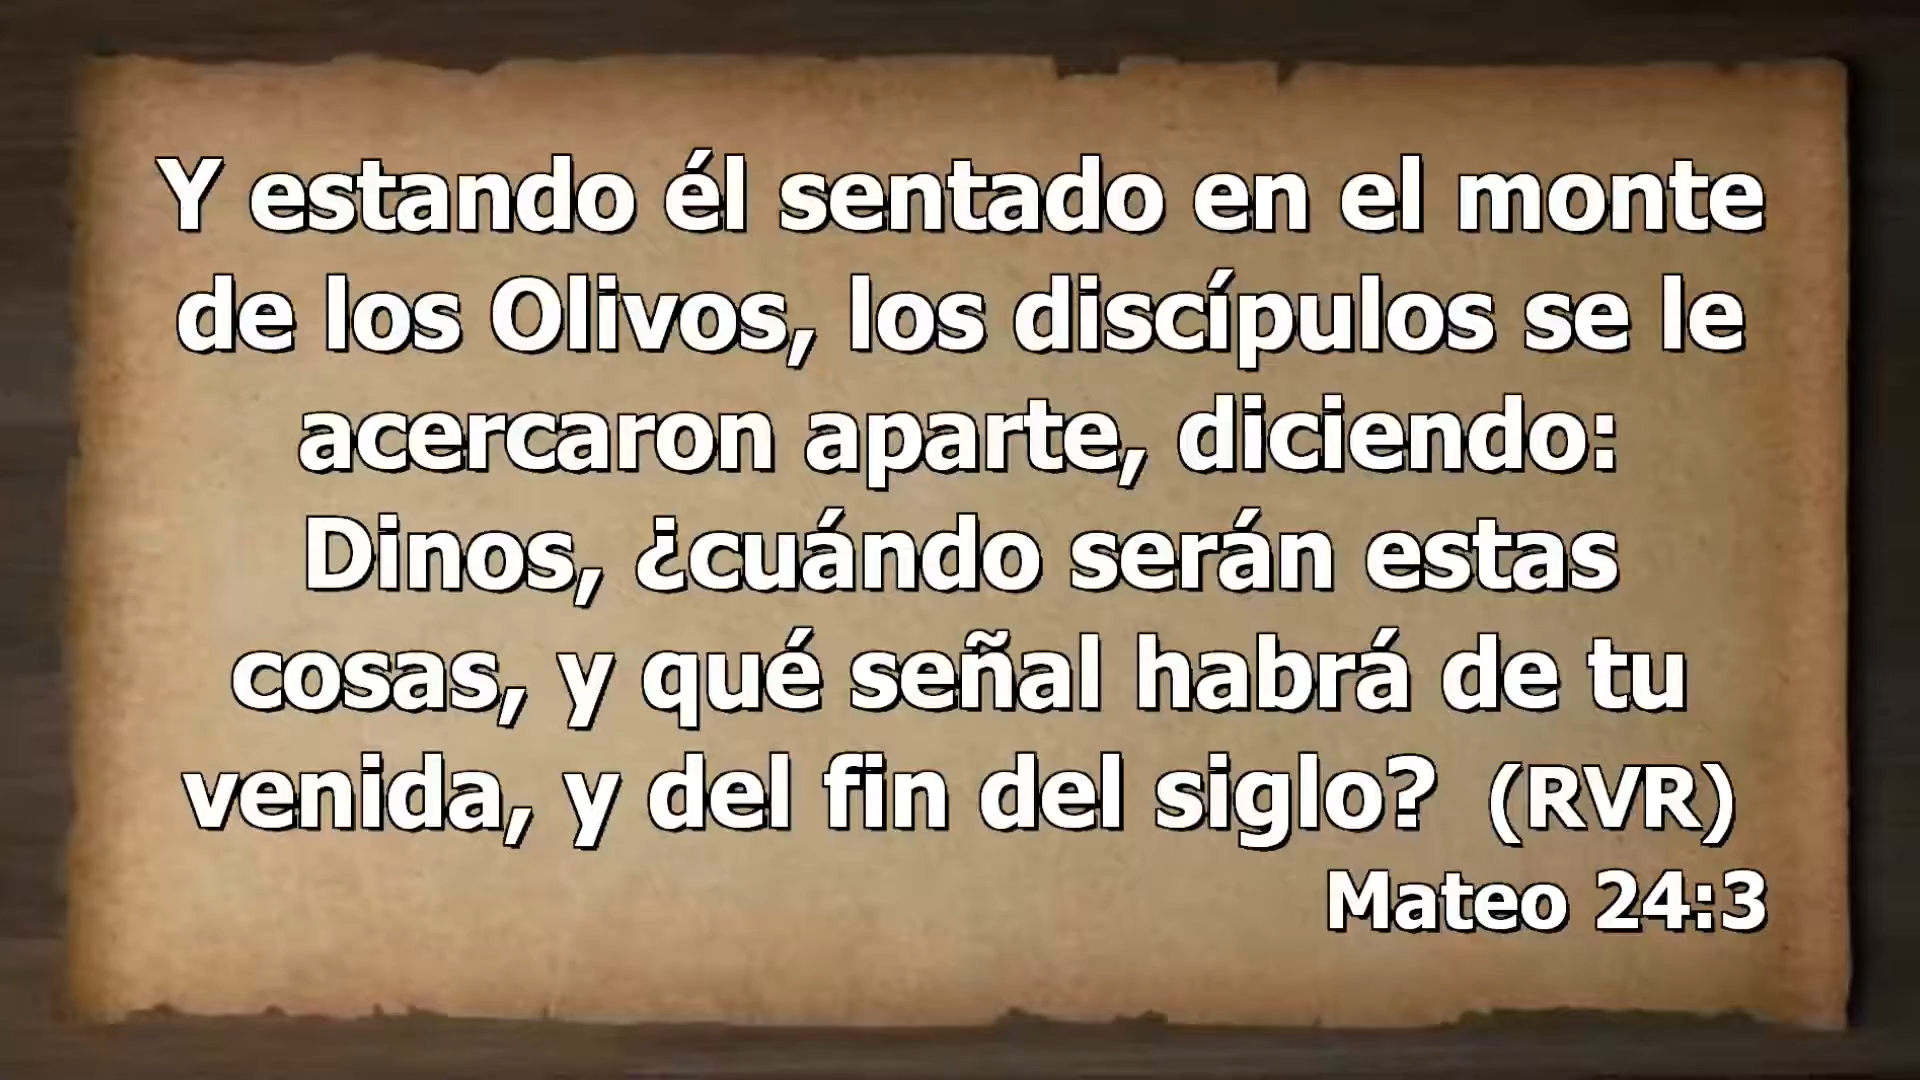 Y estando él sentado en el monte
de los Olivos, los discípulos se le
acercaron aparte, diciendo:
Dinos, ¿cuándo serán estas
cosas, y qué señal habrá de tu
venida, y del fin del siglo? (RVR)
Mateo 24:3